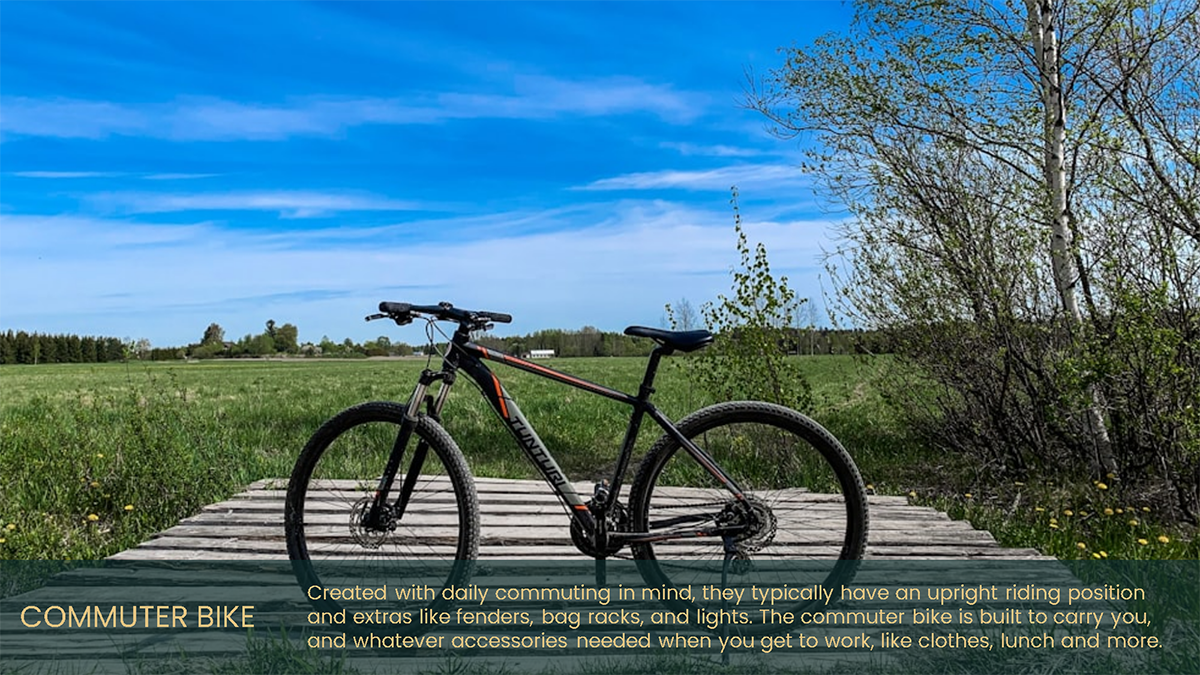 TUNTURI
COMMUTER BIKE
Created with daily commuting in mind, they typically have an upright riding position
and extras like fenders, bag racks, and lights. The commuter bike is built to carry you,
and whatever accessories needed when you get to work, like clothes, lunch and more.